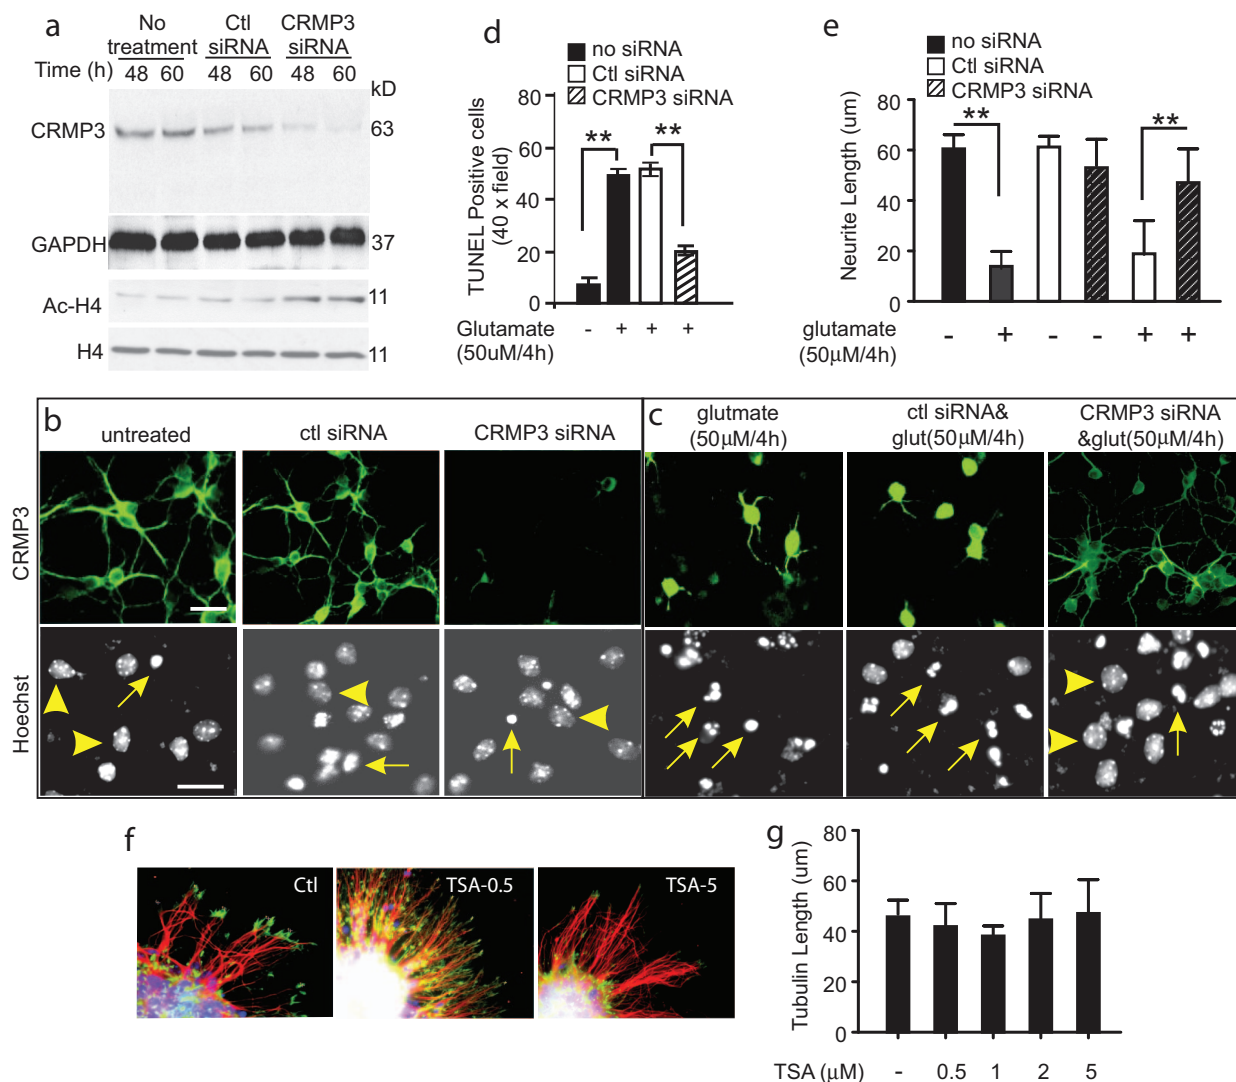 a
No treatment
Ctl siRNA
CRMP3 siRNA
Time (h) 48 60 48 60 48 60
kD
CRMP3 63
GAPDH 37
Ac-H4 11
H4 11
d
no siRNA
Ctl siRNA
CRMP3 siRNA
TUNEL Positive cells
(40 x field)
80
60
40
20
0
** **
Glutamate - + + +
(50uM/4h)
e
no siRNA
Ctl siRNA
CRMP3 siRNA
Neurite Length (um)
80
60
40
20
0
** **
glutamate - + - - + +
(50μM/4h)
b
untreated
ctl siRNA
CRMP3 siRNA
CRMP3
Hoechst
c
glutmate
(50μM/4h)
ctl siRNA&
glut(50μM/4h)
CRMP3 siRNA
&glut(50μM/4h)
f
Ctl
TSA-0.5
TSA-5
g
Tubulin Length (um)
80
60
40
20
0
TSA (μM) - 0.5 1 2 5